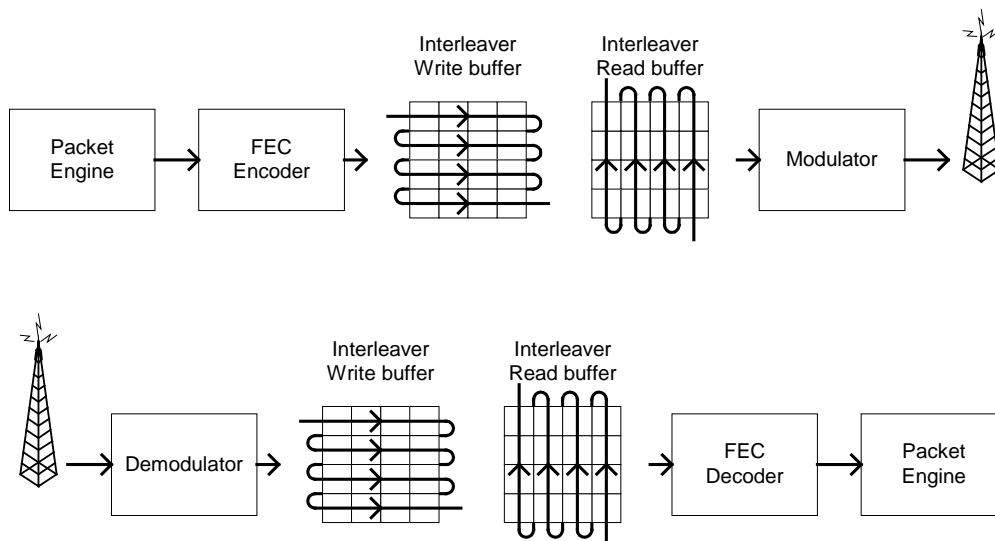 Interleaver
Write buffer
Interleaver
Read buffer
Packet
Engine
FEC
Encoder
Modulator
Interleaver
Write buffer
Interleaver
Read buffer
Demodulator
FEC
Decoder
Packet
Engine